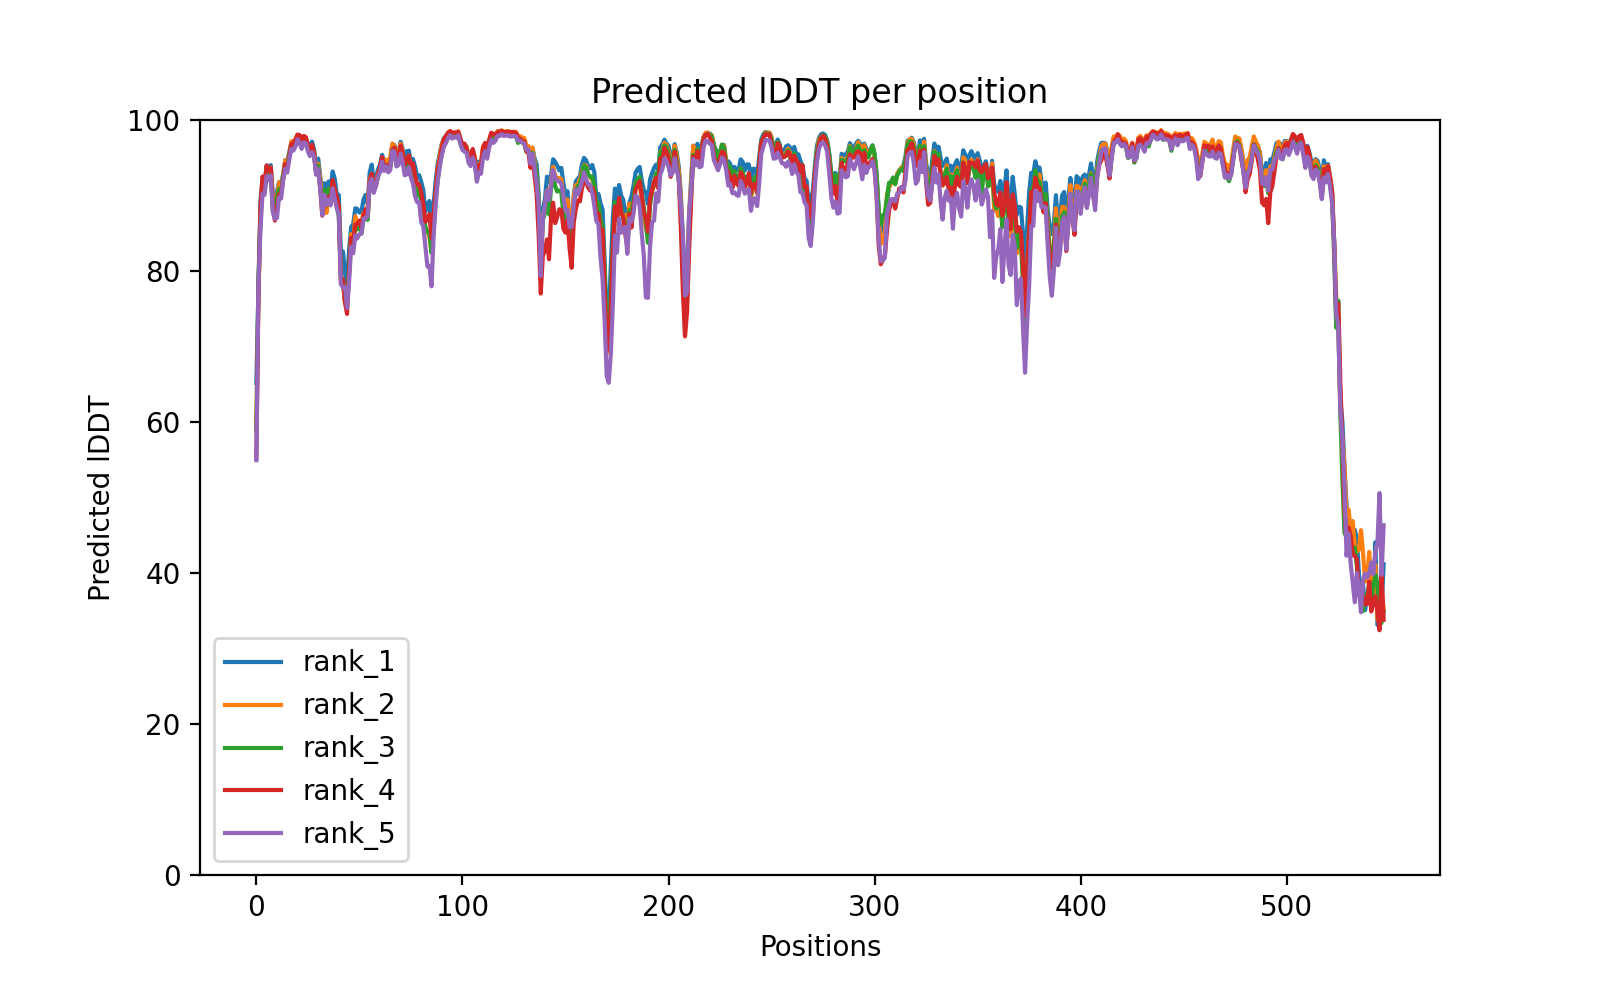 Predicted lDDT per position
100
80
60
40
20
0
Predicted lDDT
rank_1
rank_2
rank_3
rank_4
rank_5
0 100 200 300 400 500
Positions